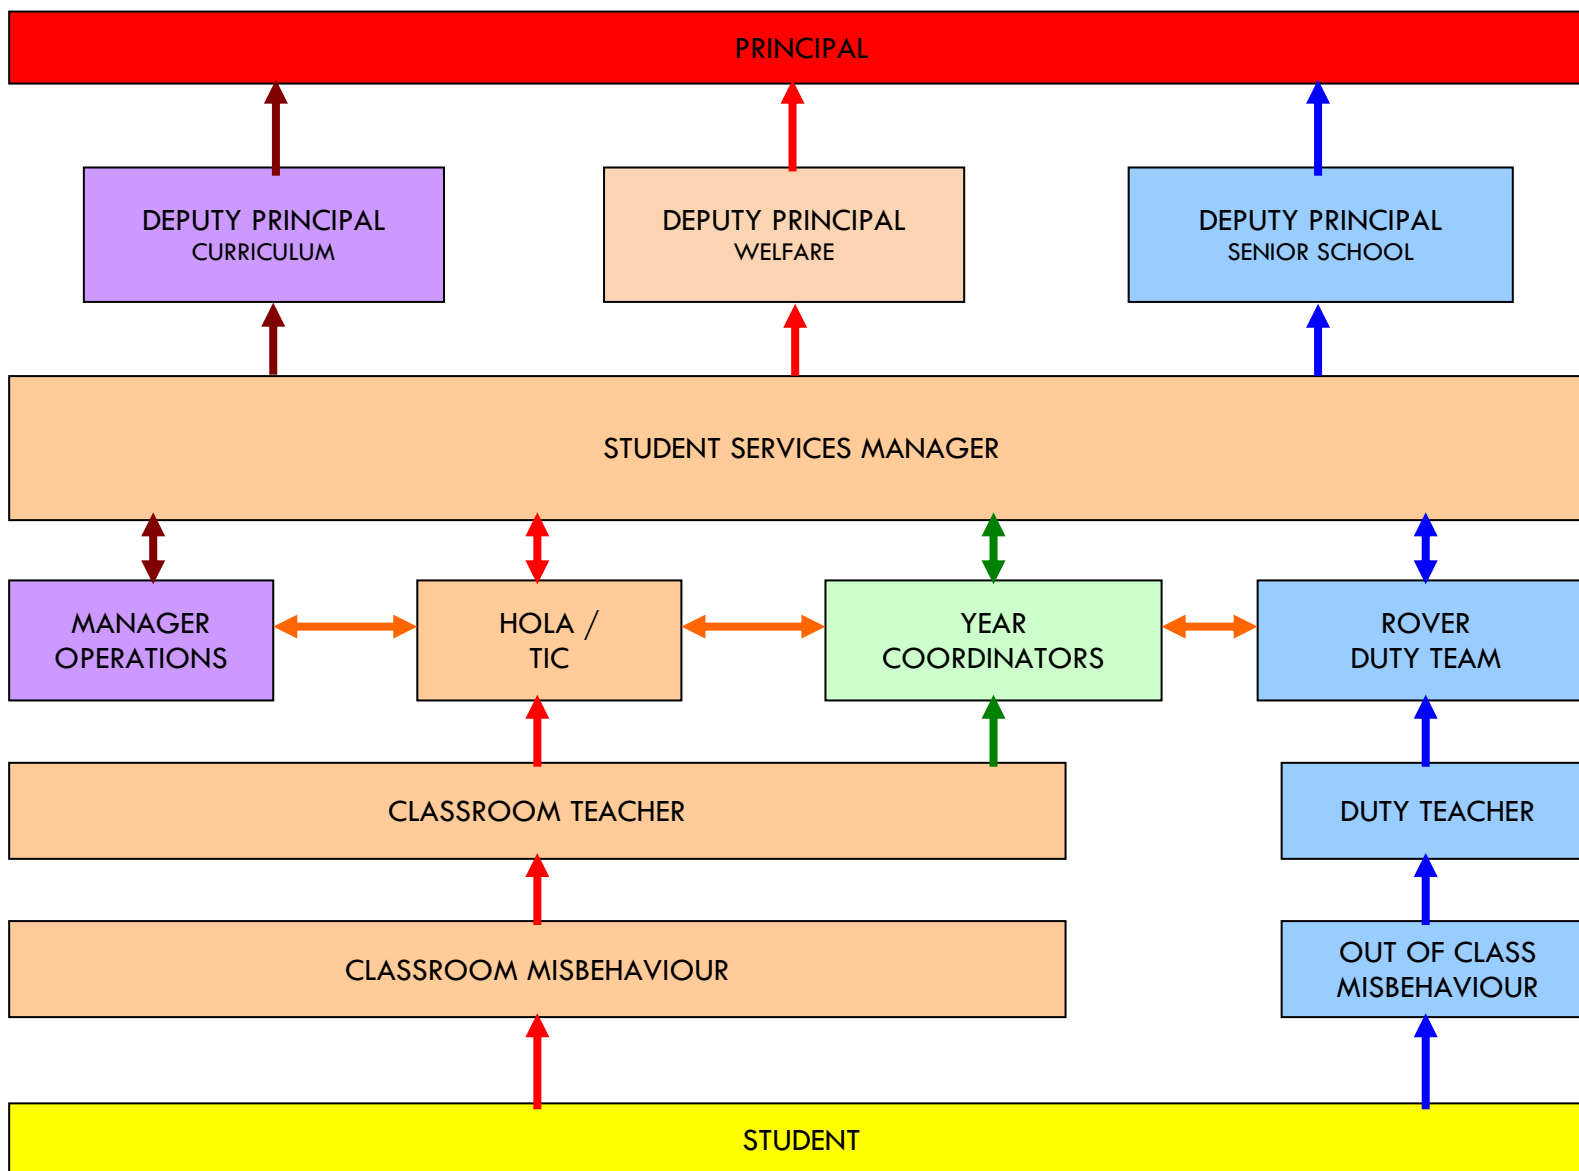 PRINCIPAL
DEPUTY PRINCIPAL
CURRICULUM
DEPUTY PRINCIPAL
WELFARE
DEPUTY PRINCIPAL
SENIOR SCHOOL
STUDENT SERVICES MANAGER
MANAGER
OPERATIONS
HOLA /
TIC
YEAR
COORDINATORS
ROVER
DUTY TEAM
CLASSROOM TEACHER
DUTY TEACHER
CLASSROOM MISBEHAVIOUR
OUT OF CLASS
MISBEHAVIOUR
STUDENT